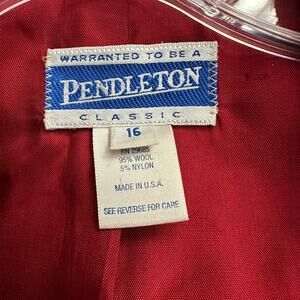 WARRANTED TO BE A
PENDLETON
CLASSIC
16
RN 29685
95% WOOL
5% NYLON
MADE IN U.S.A.
SEE REVERSE FOR CARE